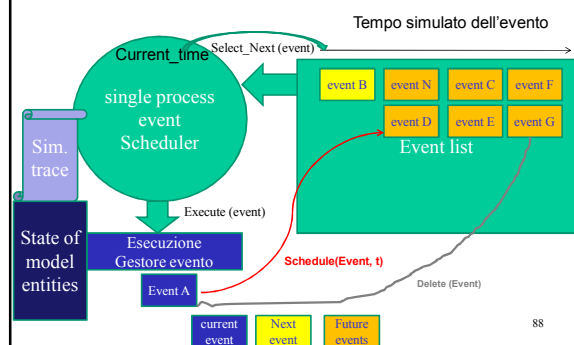 Tempo simulato dell'evento
Select_Next (event)
Current_time
single process
event
Scheduler
event B
event N
event C
event F
event D
event E
event G
Event list
Sim.
trace
Execute (event)
State of
model
entities
Esecuzione
Gestore evento
Schedule(Event, t)
Event A
Delete (Event)
current
event
Next
event
Future
events
88